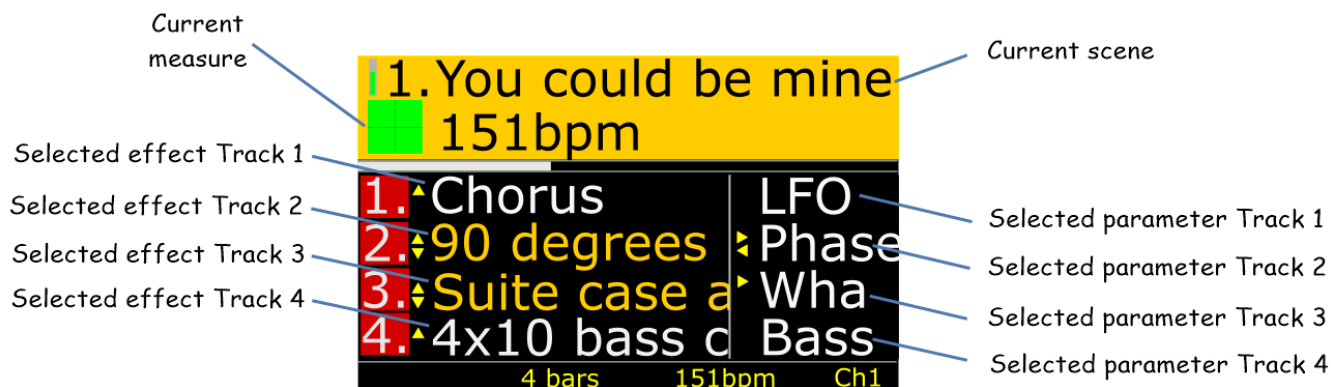 Current
measure
Current scene
1.You could be mine
151bpm
Selected effect Track 1
Selected effect Track 2
Selected effect Track 3
Selected effect Track 4
1. Chorus LFO
2. 90 degrees Phase
3. Suite case a Wha
4. 4x10 bass c Bass
4 bars 151bpm Ch1
Selected parameter Track 1
Selected parameter Track 2
Selected parameter Track 3
Selected parameter Track 4